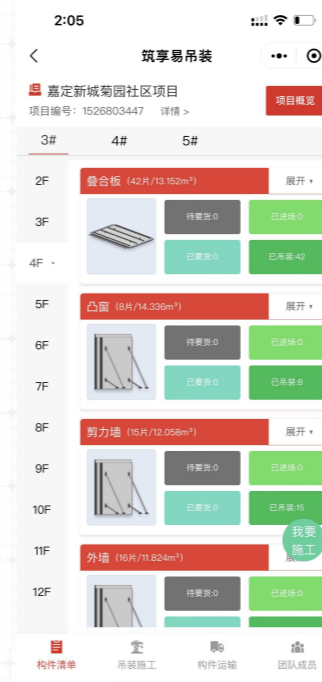 2:05
筑享易吊装
嘉定新城菊园社区项目
项目编号：1526803447 详情 >
项目概览
3# 4# 5#
2F
3F
4F
5F
6F
7F
8F
9F
10F
11F
12F
叠合板 (42片/13.152m³) 展开
待要货:0 已进场:0
已要货:0 已吊装:42
凸窗 (8片/14.336m³) 展开
待要货:0 已进场:0
已要货:0 已吊装:8
剪力墙 (15片/12.058m³) 展开
待要货:0 已进场:0
已要货:0 已吊装:15
我要
施工
外墙 (16片/11.824m³)
待要货:0 已进场:0
构件清单 吊装施工 构件运输 团队成员